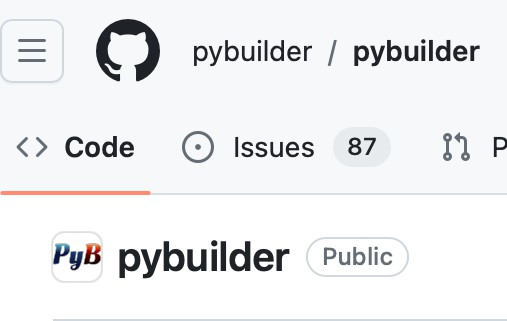 pybuilder / pybuilder
Code Issues 87 P
PyB pybuilder Public